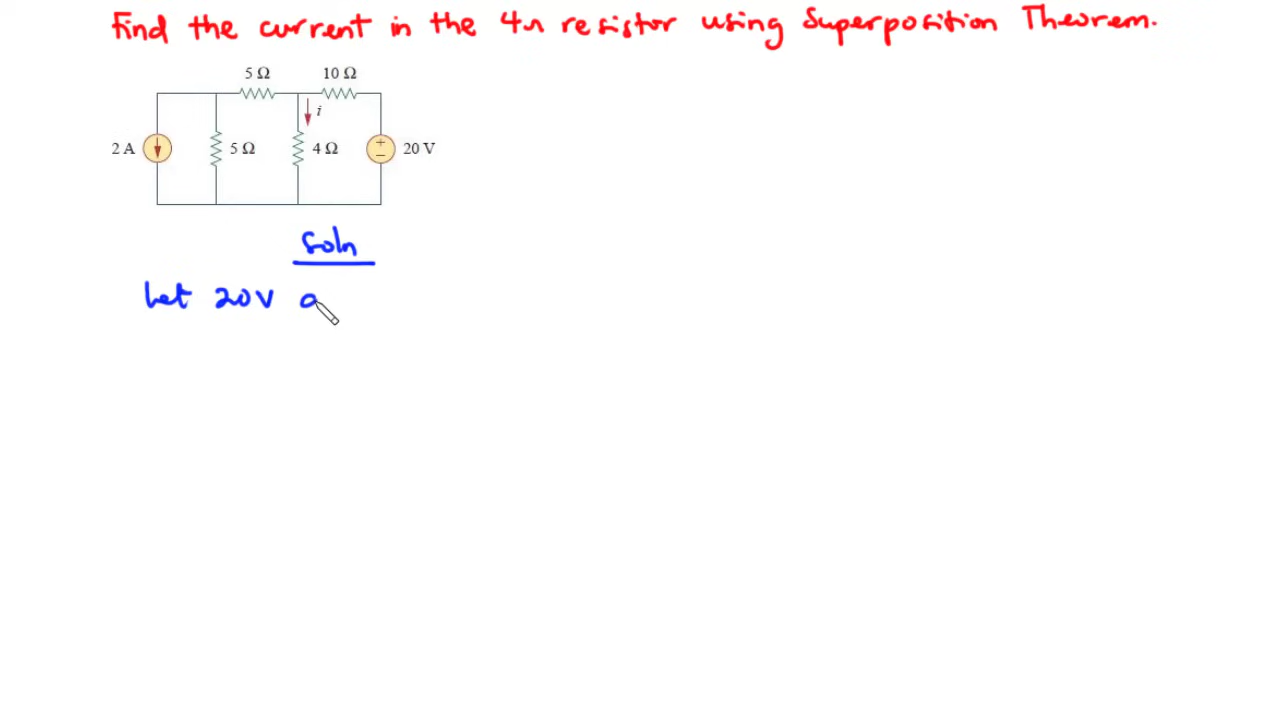 Find the current in the 4Ω resistor using Superposition Theorem.
5 Ω 10 Ω
i
2 A 5 Ω 4 Ω + − 20 V
Soln
Let 20V a